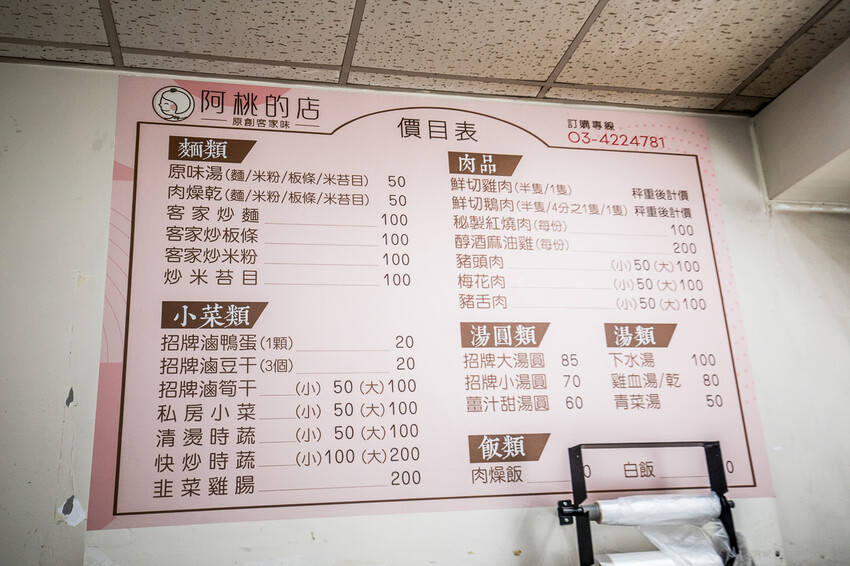 阿桃的店
原創客家味
價目表
訂購專線
03-4224781
麵類
原味湯(麵/米粉/板條/米苔目) 50
肉燥乾(麵/米粉/板條/米苔目) 50
客家炒麵 100
客家炒板條 100
客家炒米粉 100
炒米苔目 100
小菜類
招牌滷鴨蛋(1顆) 20
招牌滷豆干(3個) 20
招牌滷筍干 (小) 50 (大)100
私房小菜 (小) 50 (大)100
清燙時蔬 (小) 50 (大)100
快炒時蔬 (小)100 (大)200
韭菜雞腸 200
肉品
鮮切雞肉(半隻/1隻) 秤重後計價
鮮切鵝肉(半隻/4分之1隻/1隻) 秤重後計價
秘製紅燒肉(每份) 100
醇酒麻油雞(每份) 200
豬頭肉 (小)50 (大)100
梅花肉 (小)50 (大)100
豬舌肉 (小)50 (大)100
湯圓類
招牌大湯圓 85
招牌小湯圓 70
薑汁甜湯圓 60
湯類
下水湯 100
雞血湯/乾 80
青菜湯 50
飯類
肉燥飯 0 白飯 0